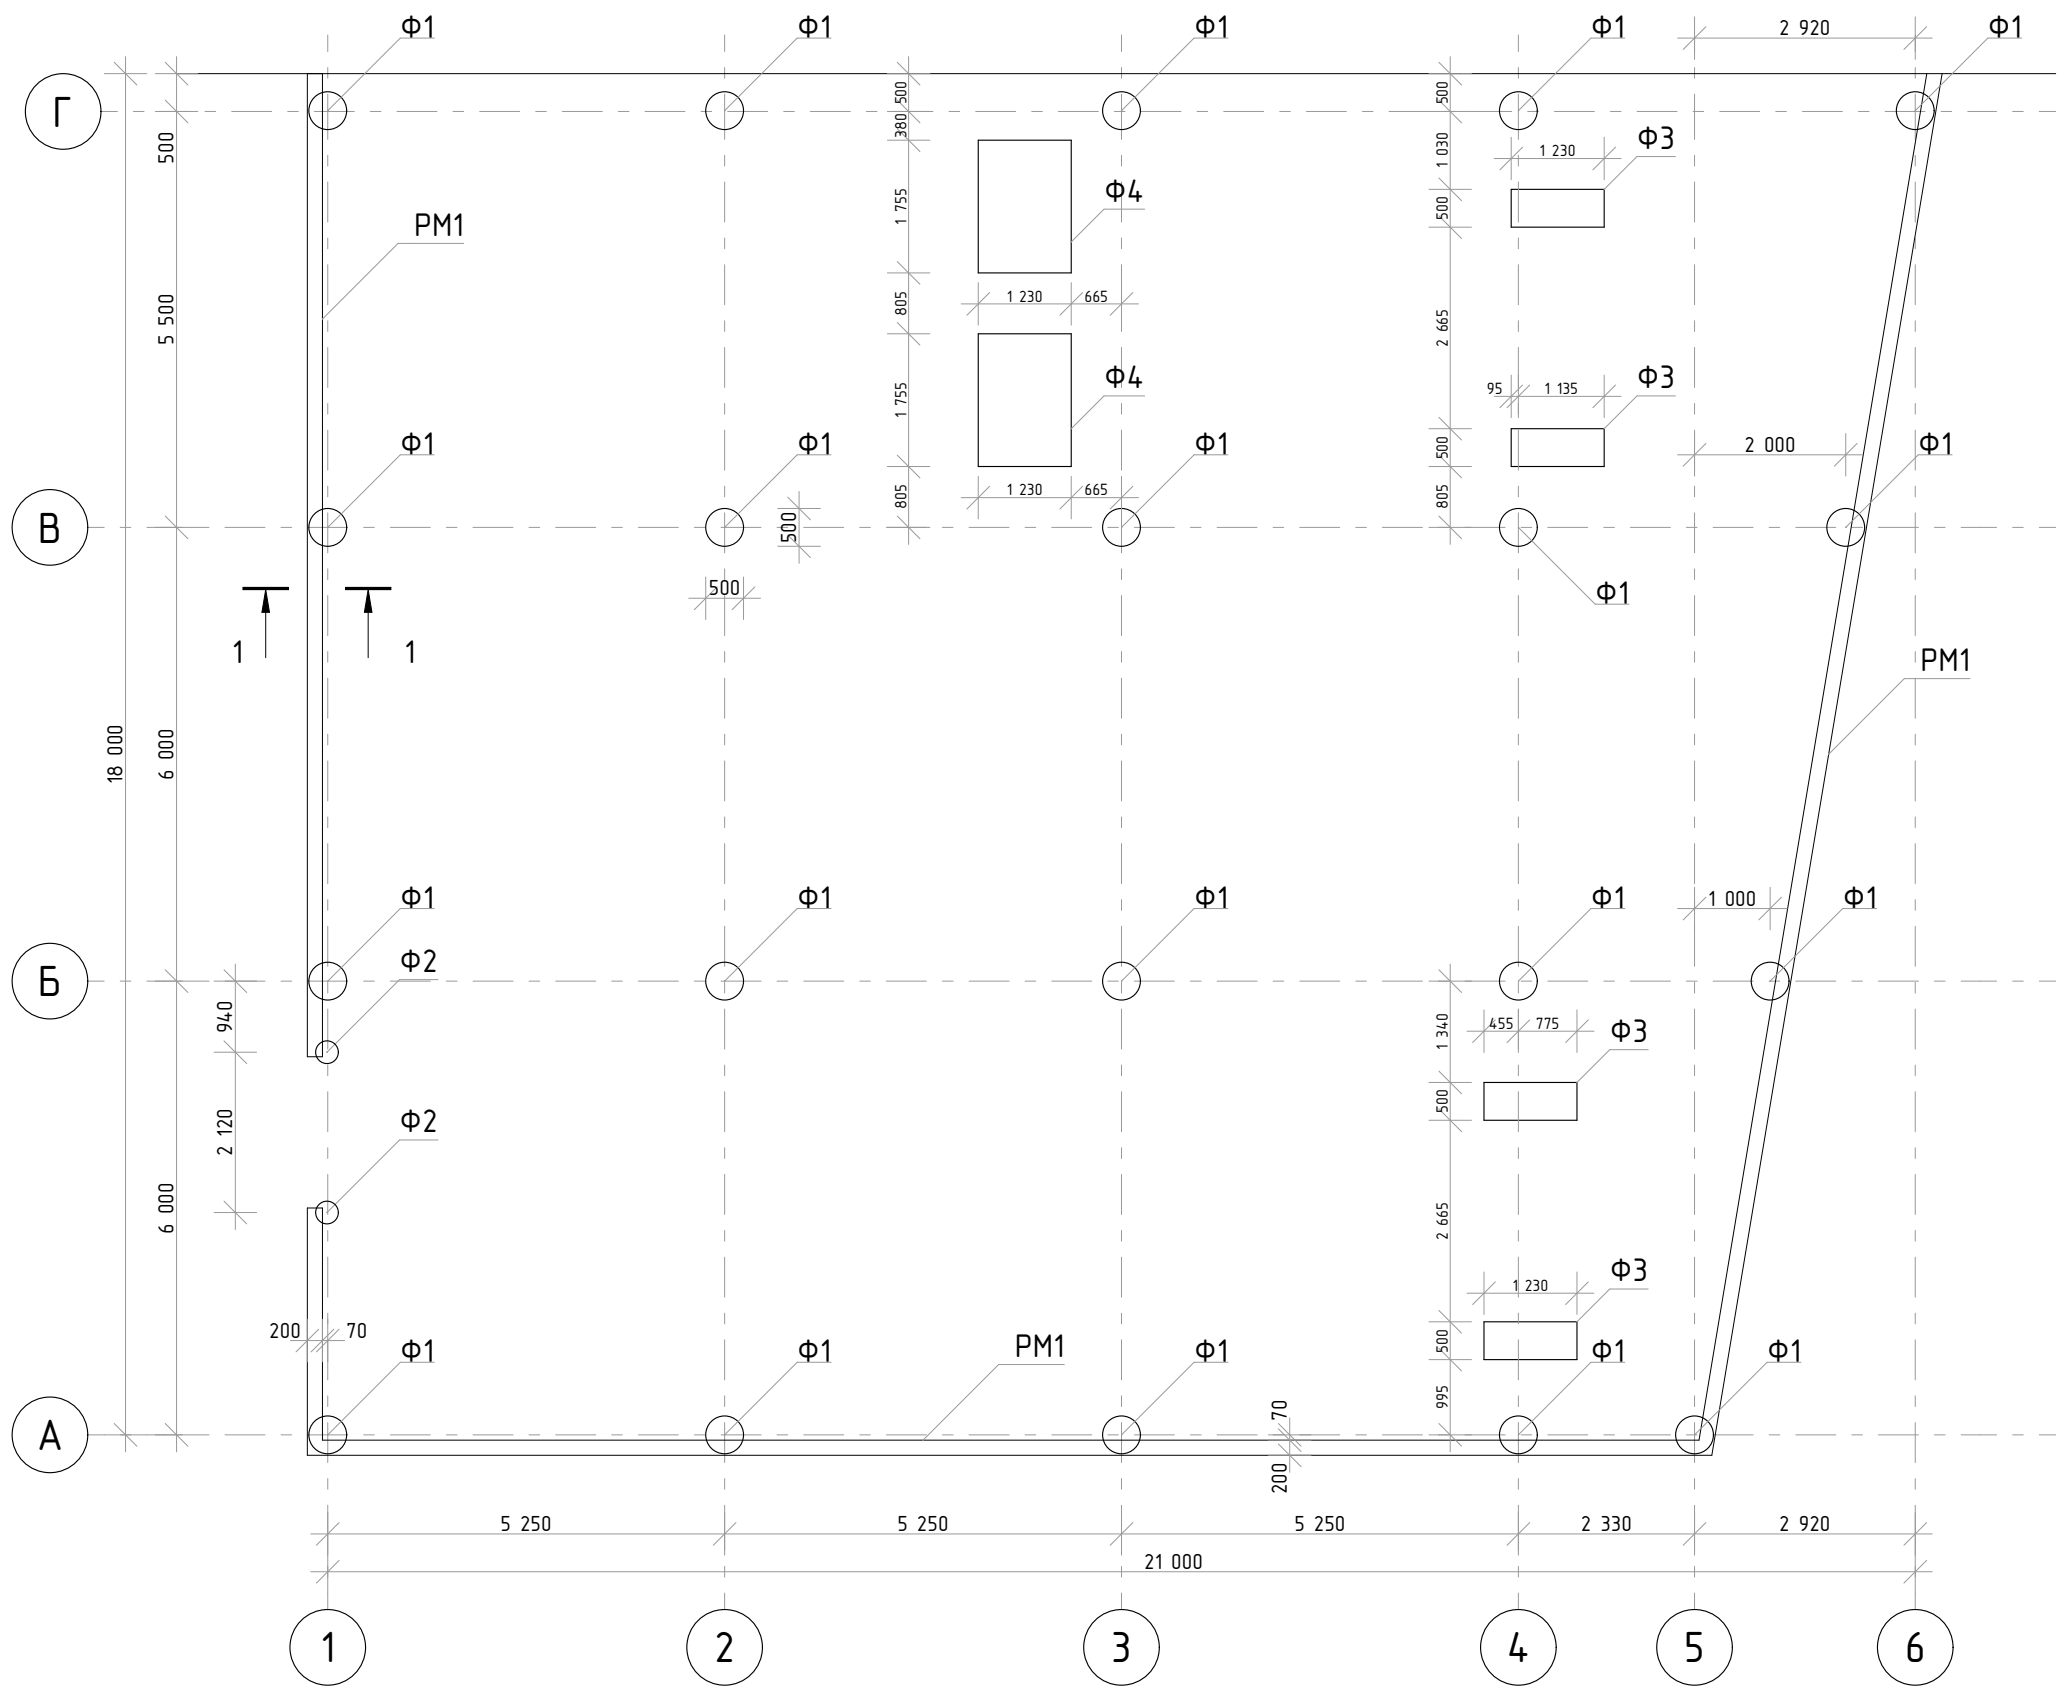 Ф1 Ф1 Ф1 Ф1 2 920 Ф1
Г
500 500 380 500 1 030
1 230 Ф3
Ф4 1 755 500
РМ1
5 500 805 1 230 665 2 665
Ф4 1 755 95 1 135 Ф3
Ф1 Ф1 Ф1 500 2 000 Ф1
1 230 665 805 805
В 500
500 Ф1
1 1
РМ1
18 000 6 000
Ф1 Ф1 Ф1 Ф1 1 000 Ф1
Ф2
Б
940 1 340 455 775 Ф3
500
2 120 Ф2
6 000 2 665
1 230 Ф3
200 70 500
Ф1 Ф1 РМ1 Ф1 Ф1 Ф1
995
А 70
200
5 250 5 250 5 250 2 330 2 920
21 000
1 2 3 4 5 6